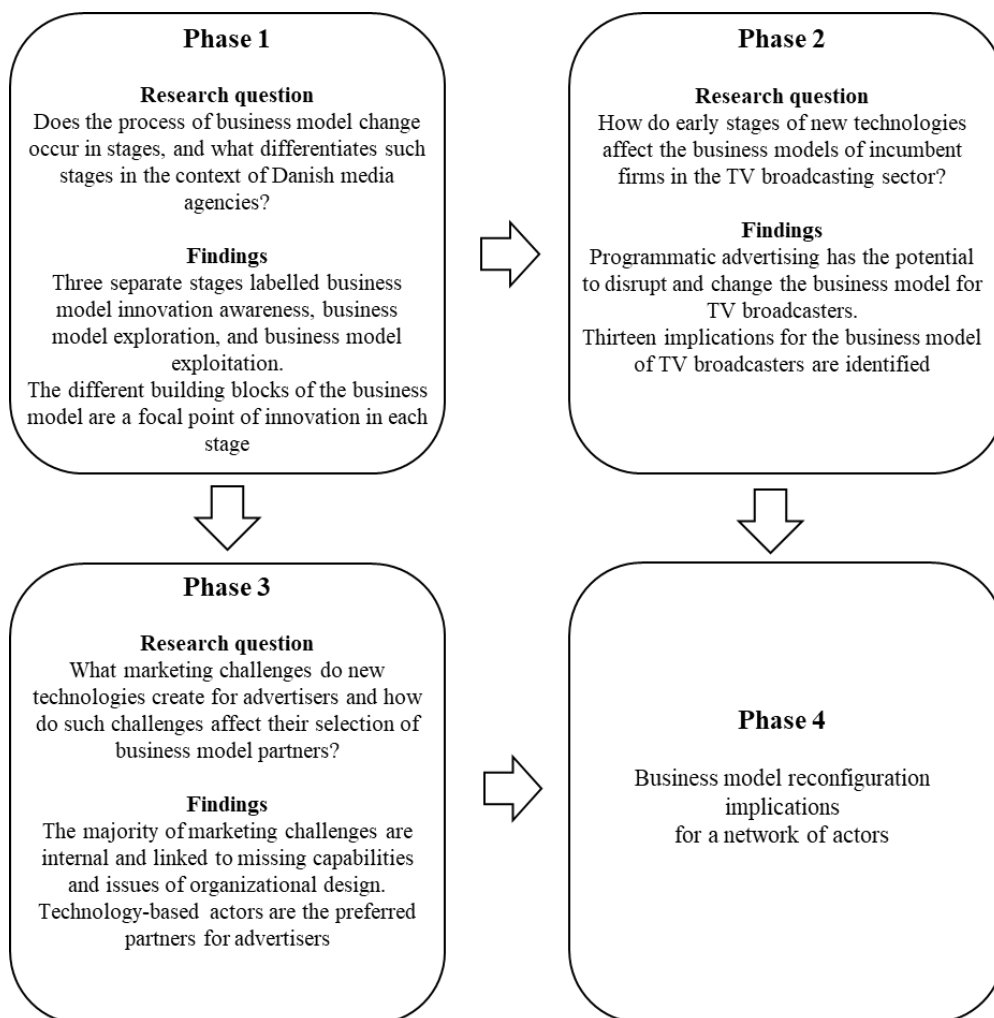 Phase 1
Research question
Does the process of business model change
occur in stages, and what differentiates such
stages in the context of Danish media
agencies?
Findings
Three separate stages labelled business
model innovation awareness, business
model exploration, and business model
exploitation.
The different building blocks of the business
model are a focal point of innovation in each
stage
Phase 2
Research question
How do early stages of new technologies
affect the business models of incumbent
firms in the TV broadcasting sector?
Findings
Programmatic advertising has the potential
to disrupt and change the business model for
TV broadcasters.
Thirteen implications for the business model
of TV broadcasters are identified
Phase 3
Research question
What marketing challenges do new
technologies create for advertisers and how
do such challenges affect their selection of
business model partners?
Findings
The majority of marketing challenges are
internal and linked to missing capabilities
and issues of organizational design.
Technology-based actors are the preferred
partners for advertisers
Phase 4
Business model reconfiguration
implications
for a network of actors